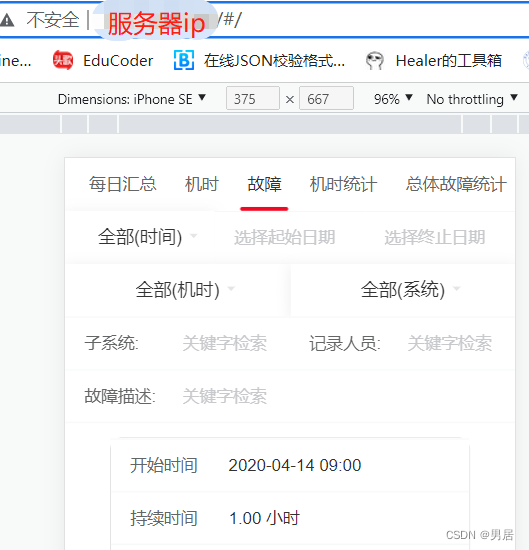 不安全 | 服务器ip /#/
ine... EduCoder 在线JSON校验格式... Healer的工具箱
Dimensions: iPhone SE ▼ 375 × 667 96% ▼ No throttling ▼
每日汇总 机时 故障 机时统计 总体故障统计
全部(时间) 选择起始日期 选择终止日期
全部(机时) 全部(系统)
子系统: 关键字检索 记录人员: 关键字检索
故障描述: 关键字检索
开始时间 2020-04-14 09:00
持续时间 1.00 小时
CSDN @男居